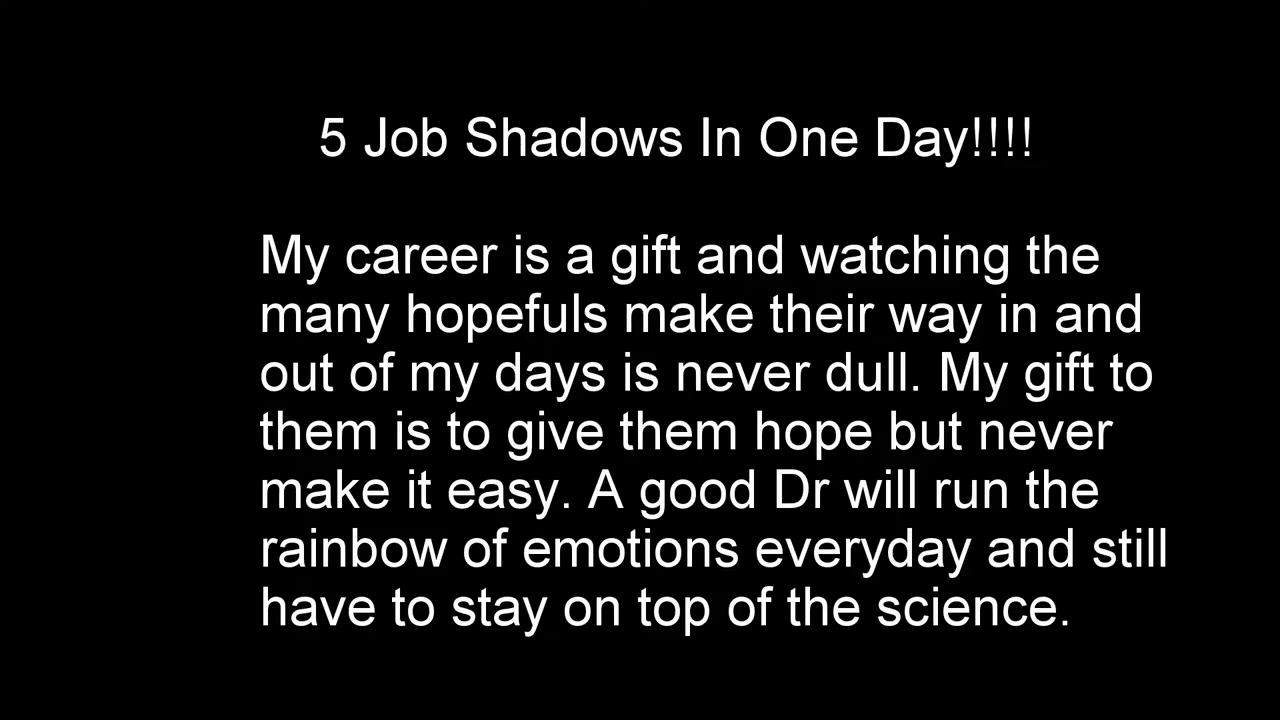 5 Job Shadows In One Day!!!!
My career is a gift and watching the
many hopefuls make their way in and
out of my days is never dull. My gift to
them is to give them hope but never
make it easy. A good Dr will run the
rainbow of emotions everyday and still
have to stay on top of the science.